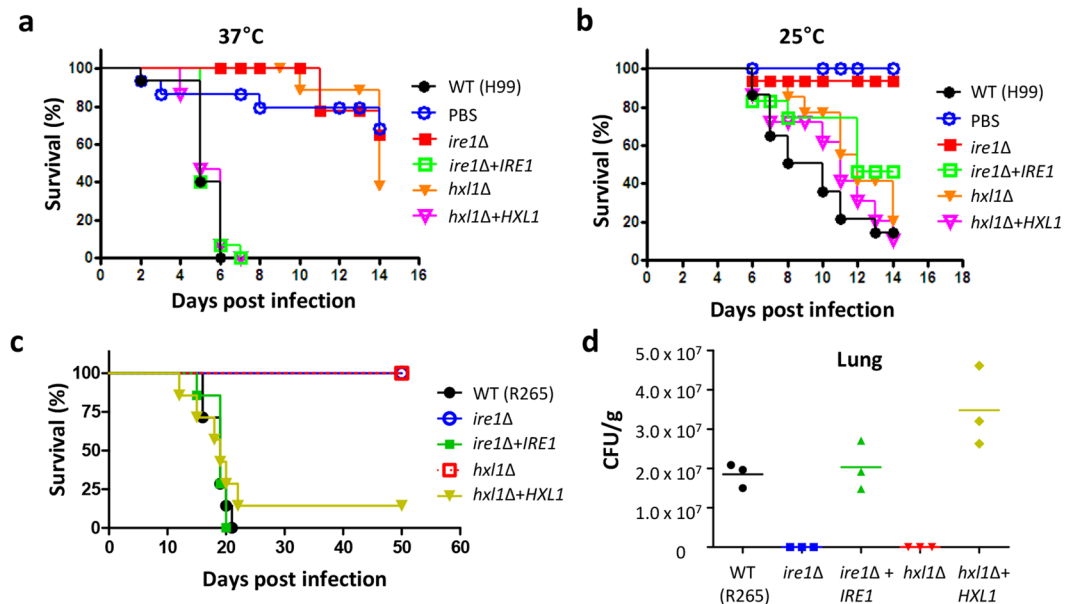 a
37°C
Survival (%)
100
80
60
40
20
0
0 2 4 6 8 10 12 14 16
Days post infection
WT (H99)
PBS
ire1Δ
ire1Δ+IRE1
hxl1Δ
hxl1Δ+HXL1
b
25°C
Survival (%)
100
80
60
40
20
0
0 2 4 6 8 10 12 14 16 18
Days post infection
WT (H99)
PBS
ire1Δ
ire1Δ+IRE1
hxl1Δ
hxl1Δ+HXL1
c
Survival (%)
100
75
50
25
0
0 10 20 30 40 50 60
Days post infection
WT (R265)
ire1Δ
ire1Δ+IRE1
hxl1Δ
hxl1Δ+HXL1
d
Lung
CFU/g
5.0 x 10⁷
4.0 x 10⁷
3.0 x 10⁷
2.0 x 10⁷
1.0 x 10⁷
0
WT (R265)
ire1Δ
ire1Δ + IRE1
hxl1Δ
hxl1Δ+ HXL1